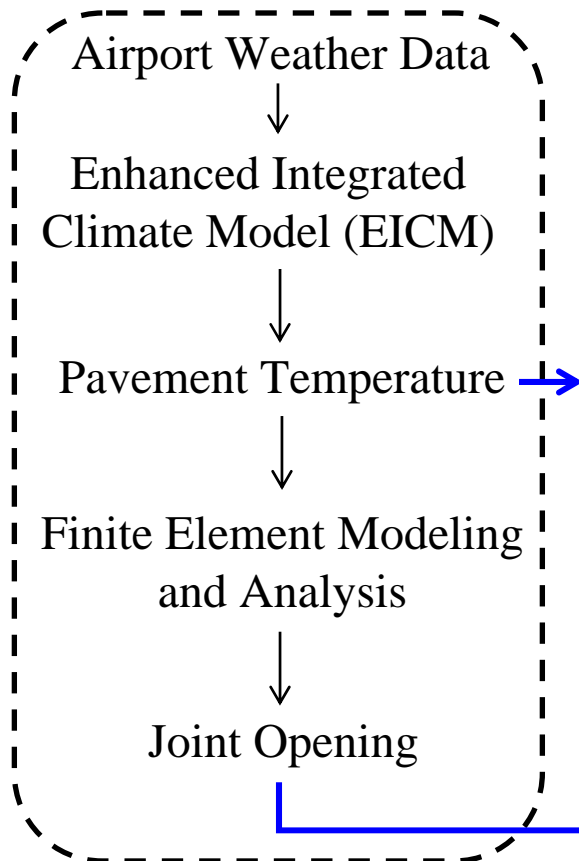 Airport Weather Data
Enhanced Integrated
Climate Model (EICM)
Pavement Temperature
Finite Element Modeling
and Analysis
Joint Opening